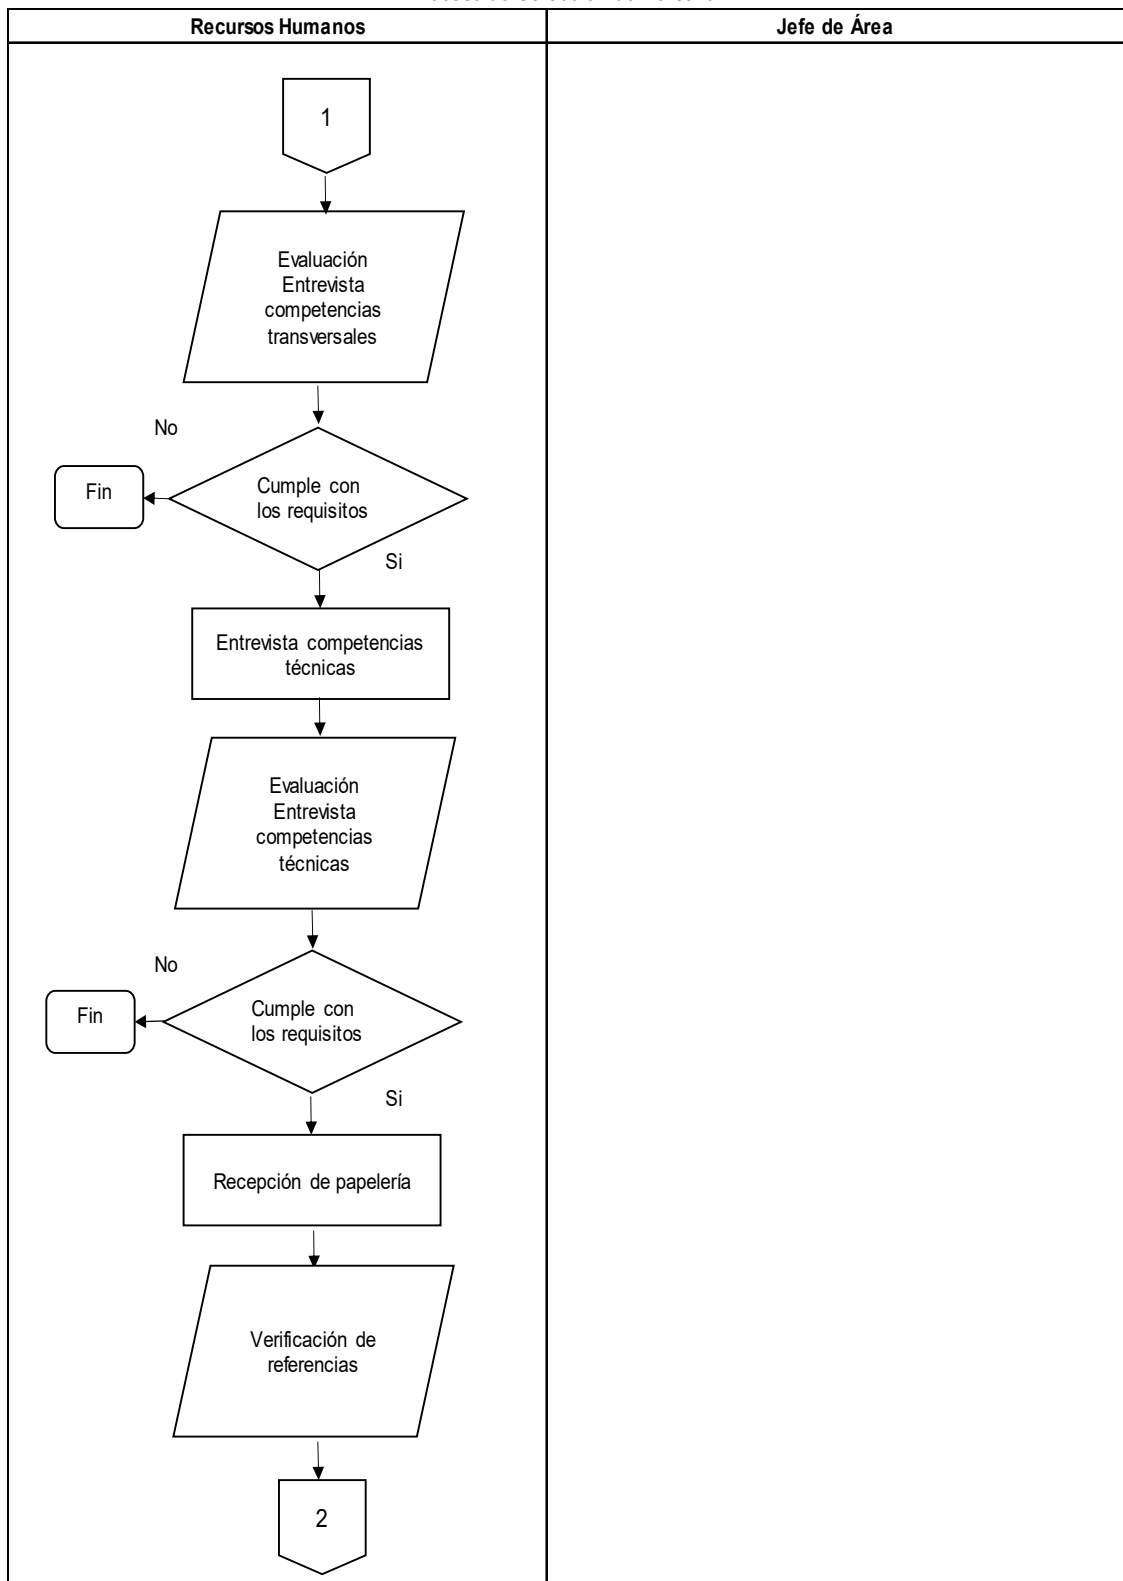 Recursos Humanos
Jefe de Área
1
Evaluación
Entrevista
competencias
transversales
No
Fin
Cumple con
los requisitos
Si
Entrevista competencias
técnicas
Evaluación
Entrevista
competencias
técnicas
No
Fin
Cumple con
los requisitos
Si
Recepción de papelería
Verificación de
referencias
2